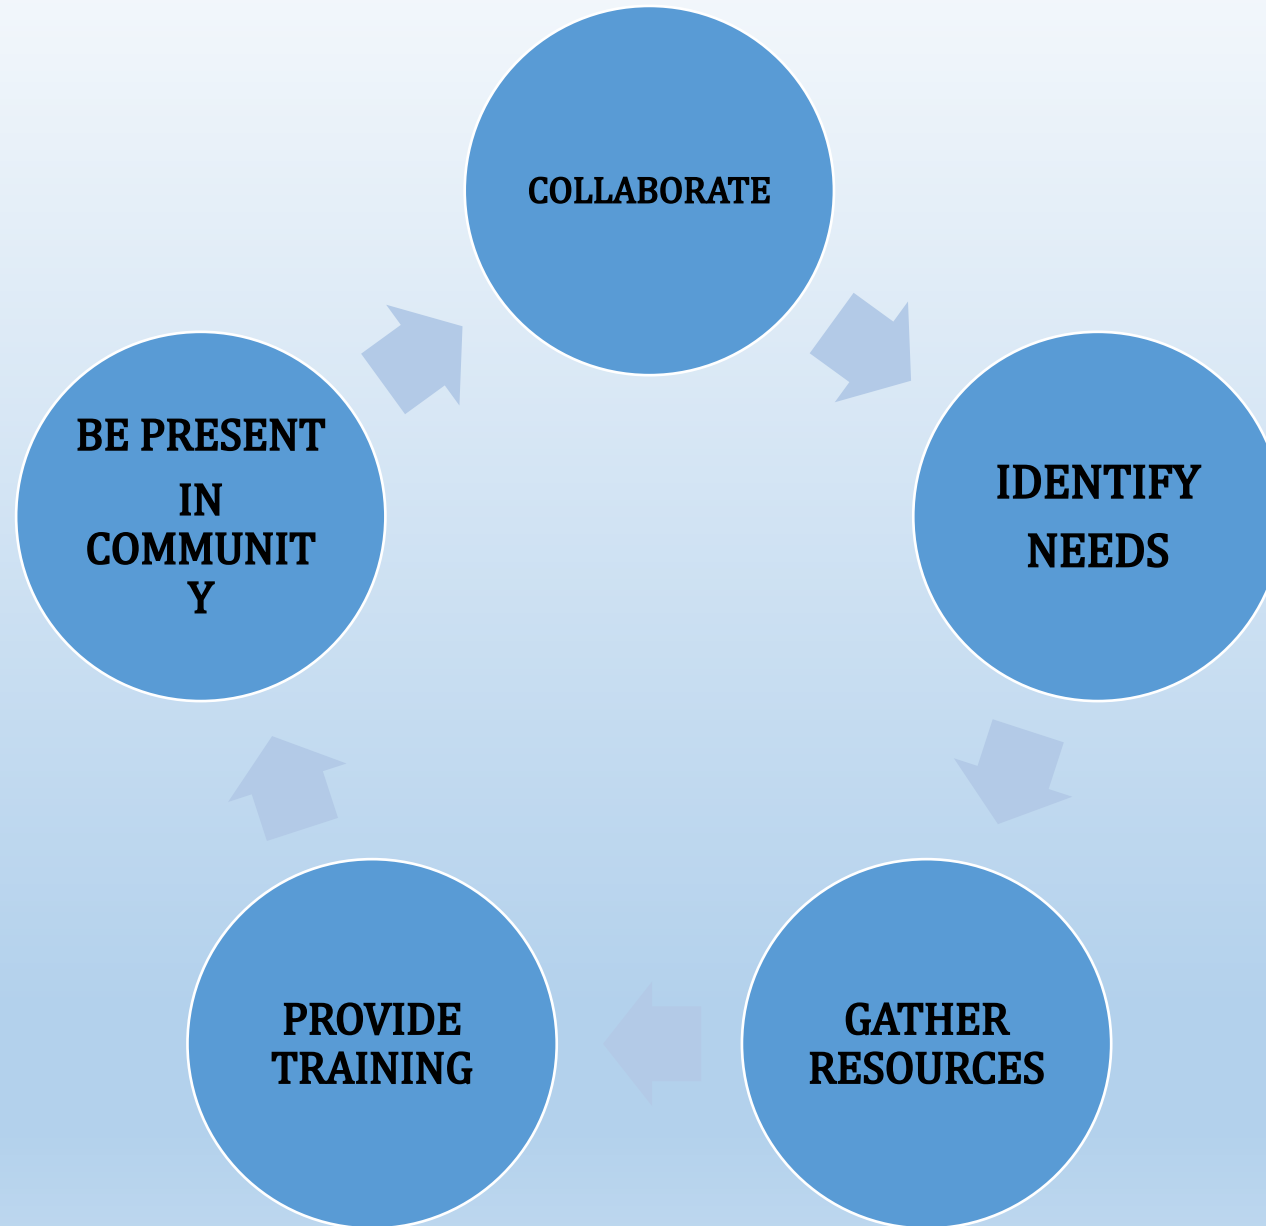 COLLABORATE
IDENTIFY
NEEDS
GATHER
RESOURCES
PROVIDE
TRAINING
BE PRESENT
IN
COMMUNIT
Y